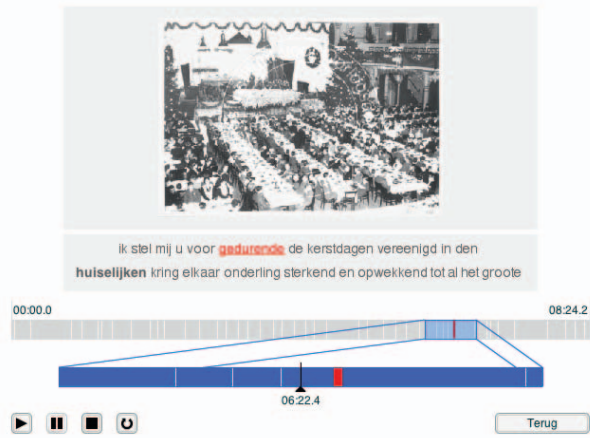 ik stel mij u voor gedurende de kerstdagen vereenigd in den
huiselijken kring elkaar onderling sterkend en opwekkend tot al het groote
00:00.0
08:24.2
06:22.4
Terug